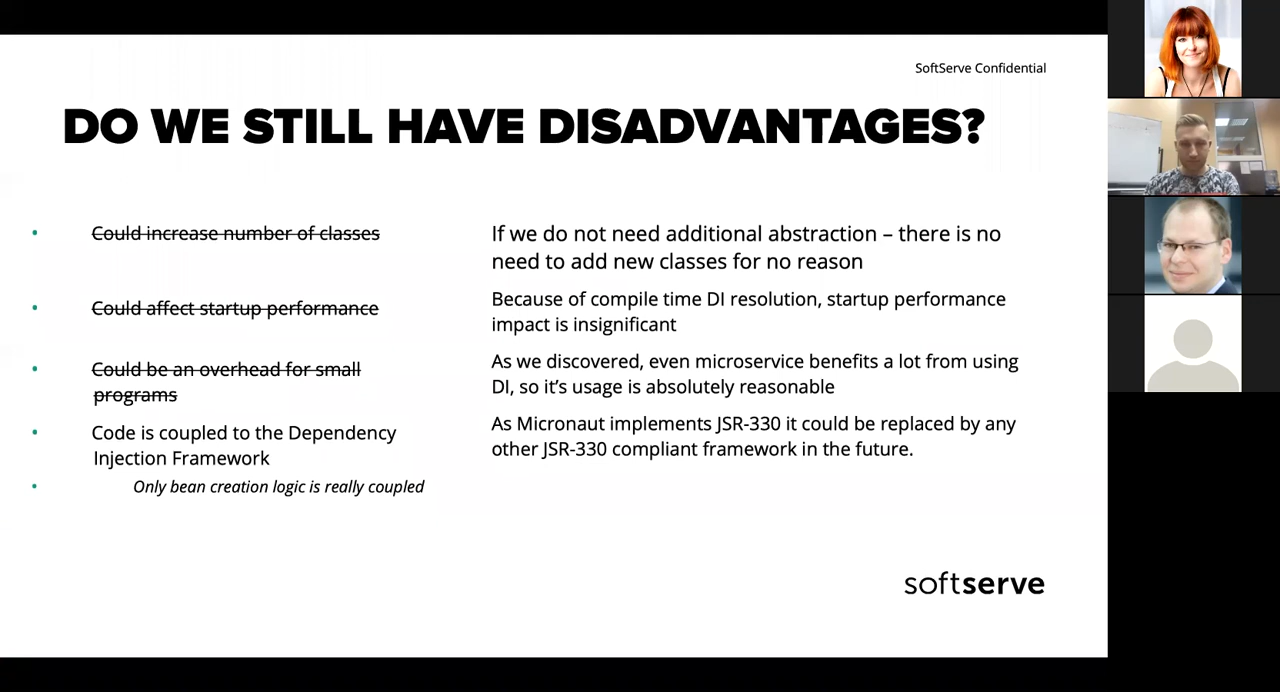 SoftServe Confidential
DO WE STILL HAVE DISADVANTAGES?
• Could increase number of classes
If we do not need additional abstraction – there is no
need to add new classes for no reason
• Could affect startup performance
Because of compile time DI resolution, startup performance
impact is insignificant
• Could be an overhead for small
programs
As we discovered, even microservice benefits a lot from using
DI, so it’s usage is absolutely reasonable
• Code is coupled to the Dependency
Injection Framework
As Micronaut implements JSR-330 it could be replaced by any
other JSR-330 compliant framework in the future.
• Only bean creation logic is really coupled
softserve